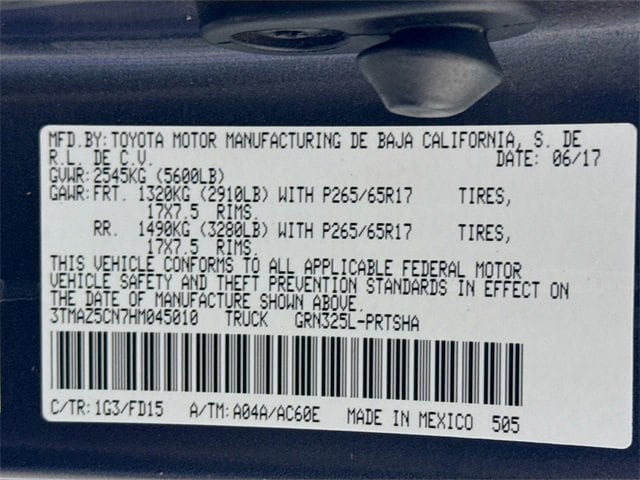 MFD.BY:TOYOTA MOTOR MANUFACTURING DE BAJA CALIFORNIA, S. DE
R.L. DE C.V. DATE: 06/17
GVWR:2545KG (5600LB)
GAWR:FRT. 1320KG (2910LB) WITH P265/65R17 TIRES,
17X7.5 RIMS.
RR. 1490KG (3280LB) WITH P265/65R17 TIRES,
17X7.5 RIMS.
THIS VEHICLE CONFORMS TO ALL APPLICABLE FEDERAL MOTOR
VEHICLE SAFETY AND THEFT PREVENTION STANDARDS IN EFFECT ON
THE DATE OF MANUFACTURE SHOWN ABOVE.
3TMAZ5CN7HM045010 TRUCK GRN325L-PRTSHA
C/TR:1G3/FD15 A/TM:A04A/AC60E MADE IN MEXICO 505